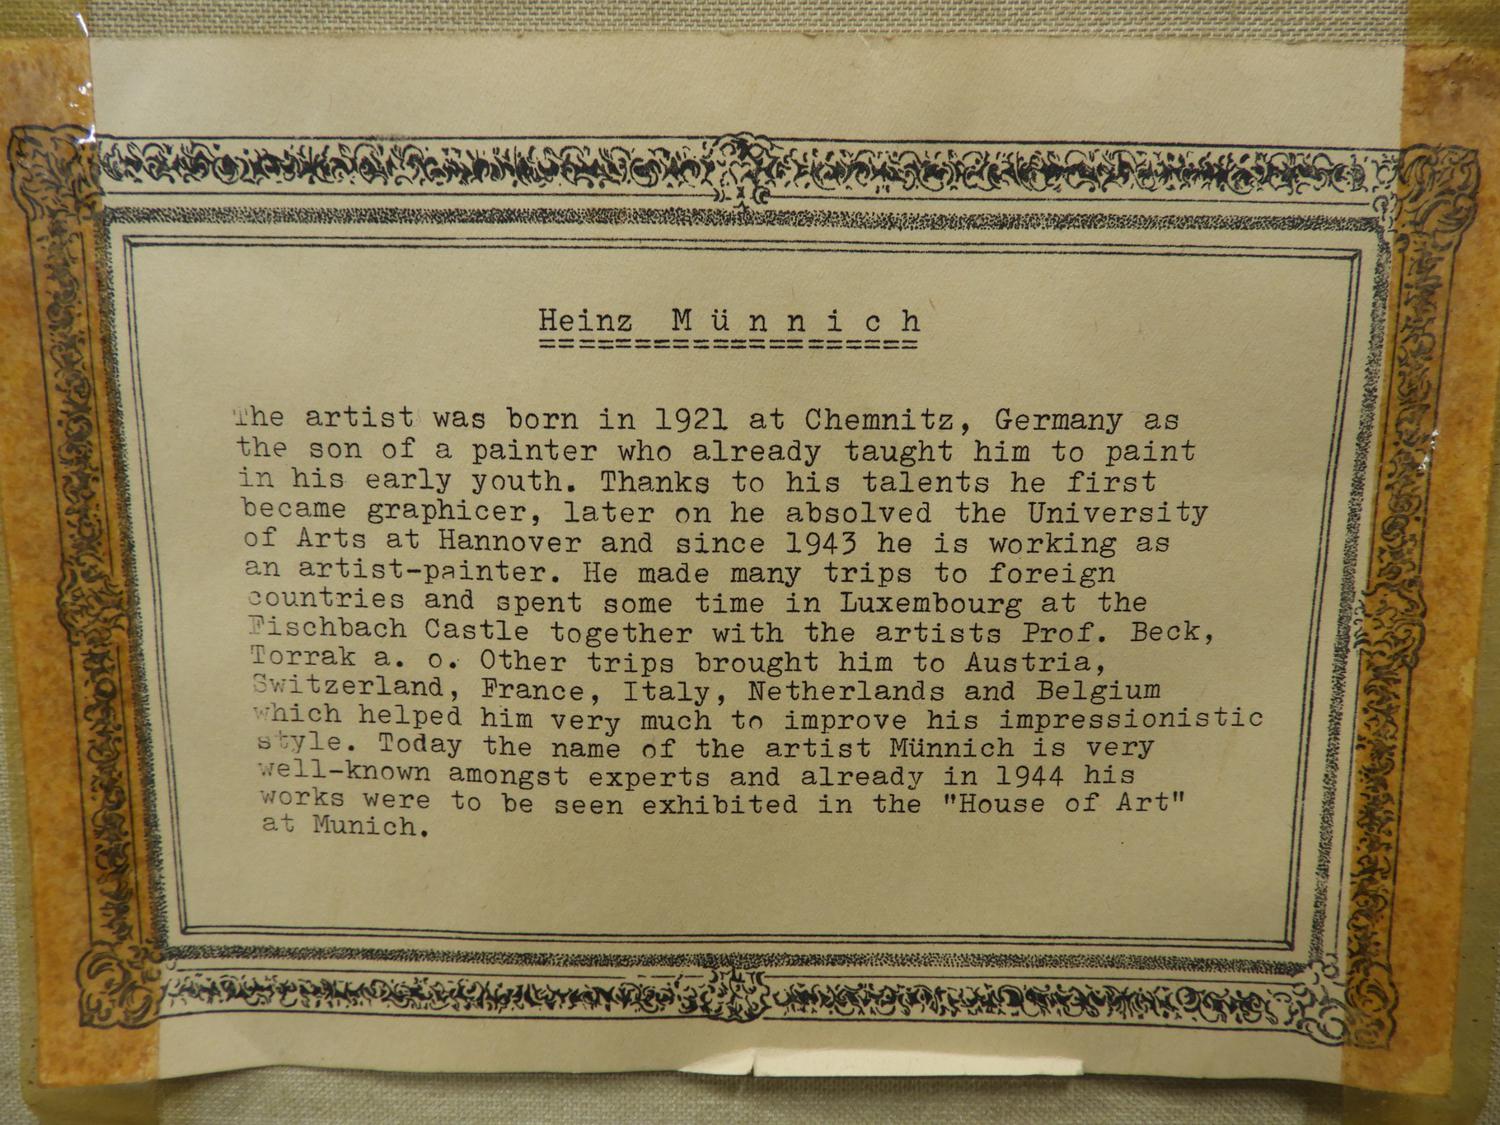 Heinz M ü n n i c h
====================
The artist was born in 1921 at Chemnitz, Germany as
the son of a painter who already taught him to paint
in his early youth. Thanks to his talents he first
became graphicer, later on he absolved the University
of Arts at Hannover and since 1943 he is working as
an artist-painter. He made many trips to foreign
countries and spent some time in Luxembourg at the
Fischbach Castle together with the artists Prof. Beck,
Torrak a. o. Other trips brought him to Austria,
Switzerland, France, Italy, Netherlands and Belgium
which helped him very much to improve his impressionistic
style. Today the name of the artist Münnich is very
well-known amongst experts and already in 1944 his
works were to be seen exhibited in the "House of Art"
at Munich.